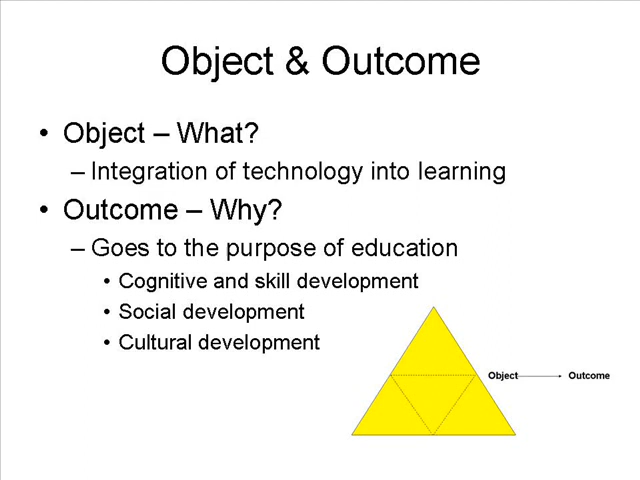 Object & Outcome
• Object – What?
– Integration of technology into learning
• Outcome – Why?
– Goes to the purpose of education
• Cognitive and skill development
• Social development
• Cultural development
Object Outcome